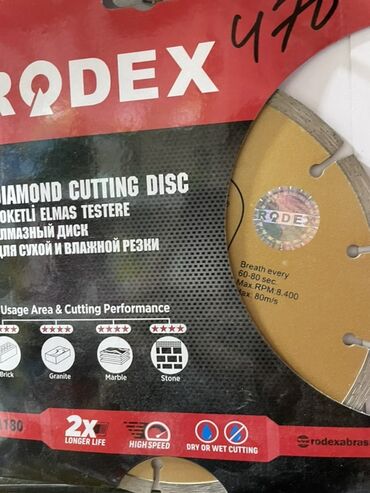 470
RODEX
DIAMOND CUTTING DISC
SOKETLİ ELMAS TESTERE
АЛМАЗНЫЙ ДИСК
ДЛЯ СУХОЙ И ВЛАЖНОЙ РЕЗКИ
RODEX
Breath every
60-80 sec.
Max. RPM: 8.400
Max. 80m/s
Usage Area & Cutting Performance
Brick
Granite
Marble
Stone
180
2X
LONGER LIFE
HIGH SPEED
DRY OR WET CUTTING
rodexabras